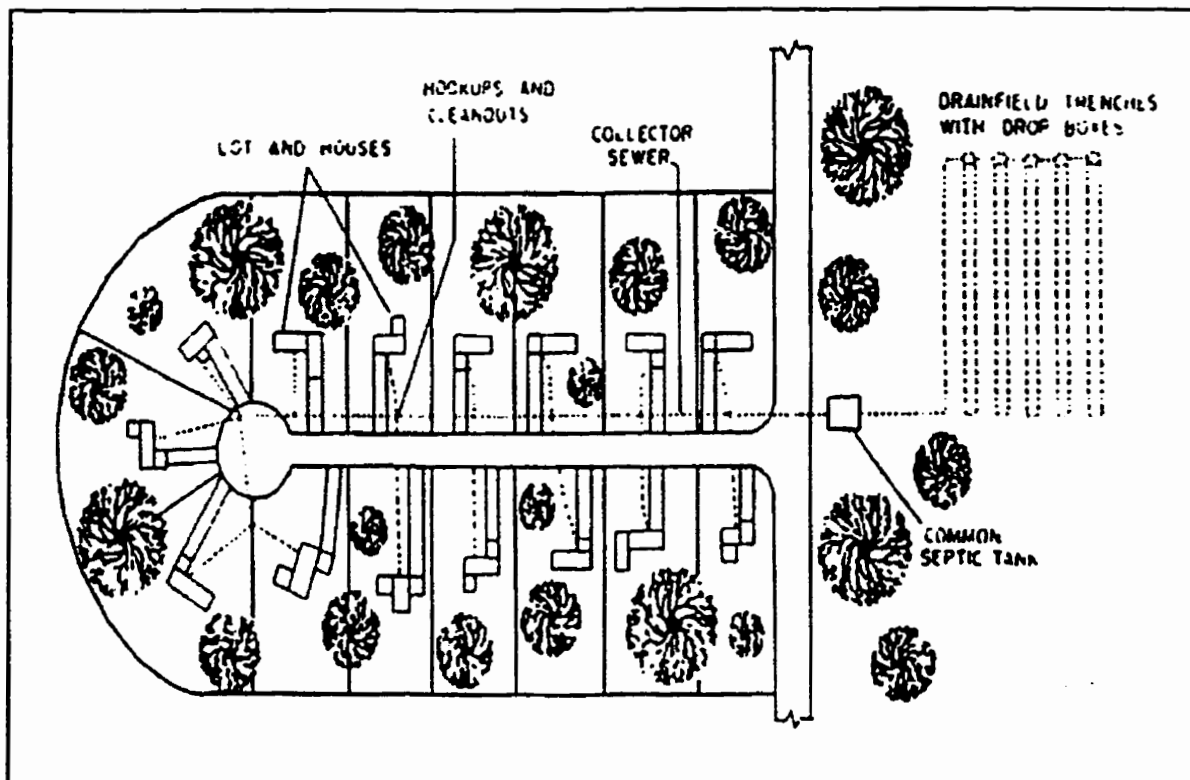 HOOKUPS AND
CLEANOUTS
LOT AND HOUSES
COLLECTOR
SEWER
DRAINFIELD TRENCHES
WITH DROP BOXES
COMMON
SEPTIC TANK